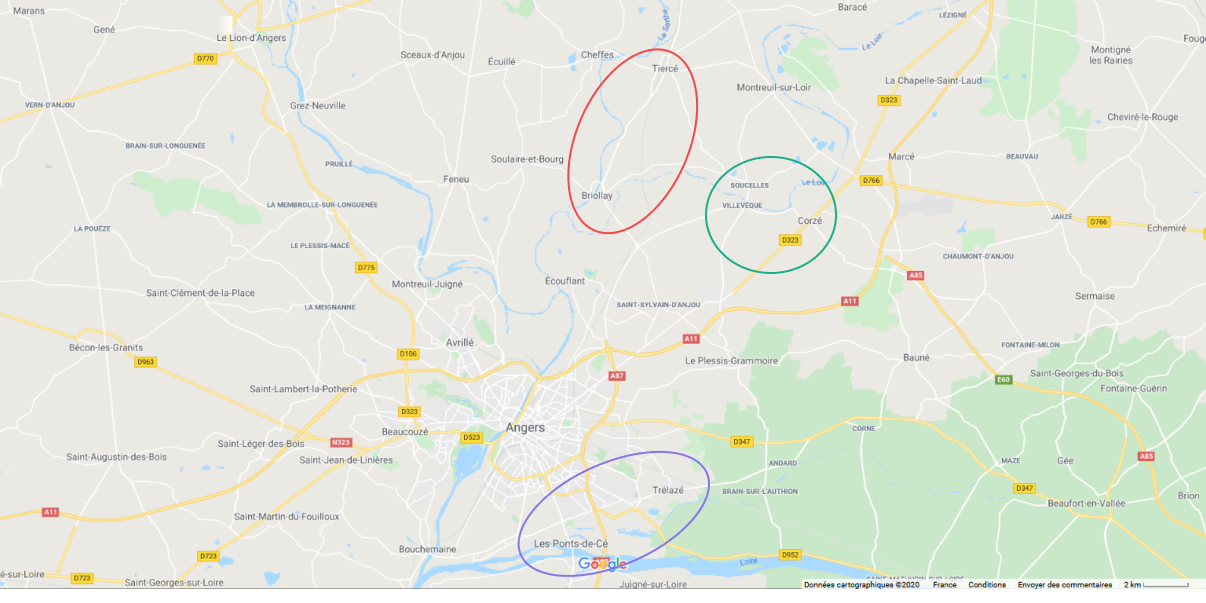 Marans
Gené
Le Lion-d'Angers
D770
VERN-D'ANJOU
Sceaux-d'Anjou
Écuillé
Cheffes
La Sarthe
Tiercé
Baracé
LÉZIGNÉ
Le Loir
Montigné
les Rairies
Foug
Montreuil-sur-Loir
La Chapelle-Saint-Laud
D323
Cheviré-le-Rouge
Grez-Neuville
BRAIN-SUR-LONGUENÉE
PRUILLÉ
Feneu
Soulaire-et-Bourg
Briollay
SOUCELLES
VILLEVÊQUE
Le Loir
Corzé
D323
Marcé
D766
BEAUVAU
JARZÉ
D766
Echemiré
LA MEMBROLLE-SUR-LONGUENÉE
LA POUËZE
LE PLESSIS-MACÉ
D775
Montreuil-Juigné
Écouflant
SAINT-SYLVAIN-D'ANJOU
CHAUMONT-D'ANJOU
A85
A11
Sermaise
Saint-Clément-de-la-Place
LA MEIGNANNE
Avrillé
A11
Le Plessis-Grammoire
Bauné
FONTAINE-MILON
Bécon-les-Granits
D963
D106
A87
E60
Saint-Georges-du-Bois
Fontaine-Guérin
Saint-Lambert-la-Potherie
D323
Beaucouzé
D523
Angers
D347
CORNE
Saint-Léger-des-Bois
N323
Saint-Jean-de-Linières
Saint-Augustin-des-Bois
ANDARD
MAZE
Gée
A85
Trélazé
BRAIN-SUR-L'AUTHION
D347
Beaufort-en-Vallée
Brion
A11
Saint-Martin-du-Fouilloux
Bouchemaine
Les Ponts-de-Cé
Google
D952
Loire
D723
é-sur-Loire
D723
Saint-Georges-sur-Loire
Juigné-sur-Loire
SAINT-MATHURIN-SUR-LOIRE
Données cartographiques ©2020
France
Conditions
Envoyer des commentaires
2 km